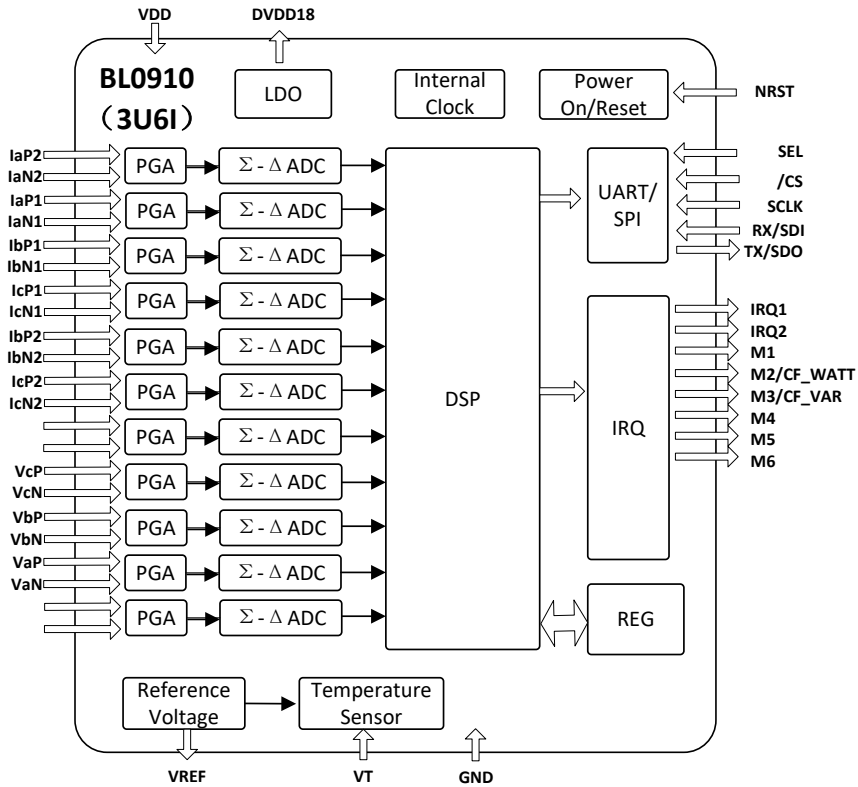 VDD
DVDD18
BL0910
（3U6I）
LDO
Internal
Clock
Power
On/Reset
NRST
IaP2
IaN2
IaP1
IaN1
IbP1
IbN1
IcP1
IcN1
IbP2
IbN2
IcP2
IcN2
VcP
VcN
VbP
VbN
VaP
VaN
PGA
Σ - Δ ADC
PGA
Σ - Δ ADC
PGA
Σ - Δ ADC
PGA
Σ - Δ ADC
PGA
Σ - Δ ADC
PGA
Σ - Δ ADC
PGA
Σ - Δ ADC
PGA
Σ - Δ ADC
PGA
Σ - Δ ADC
PGA
Σ - Δ ADC
PGA
Σ - Δ ADC
DSP
UART/
SPI
SEL
/CS
SCLK
RX/SDI
TX/SDO
IRQ
IRQ1
IRQ2
M1
M2/CF_WATT
M3/CF_VAR
M4
M5
M6
REG
Reference
Voltage
Temperature
Sensor
VREF
VT
GND